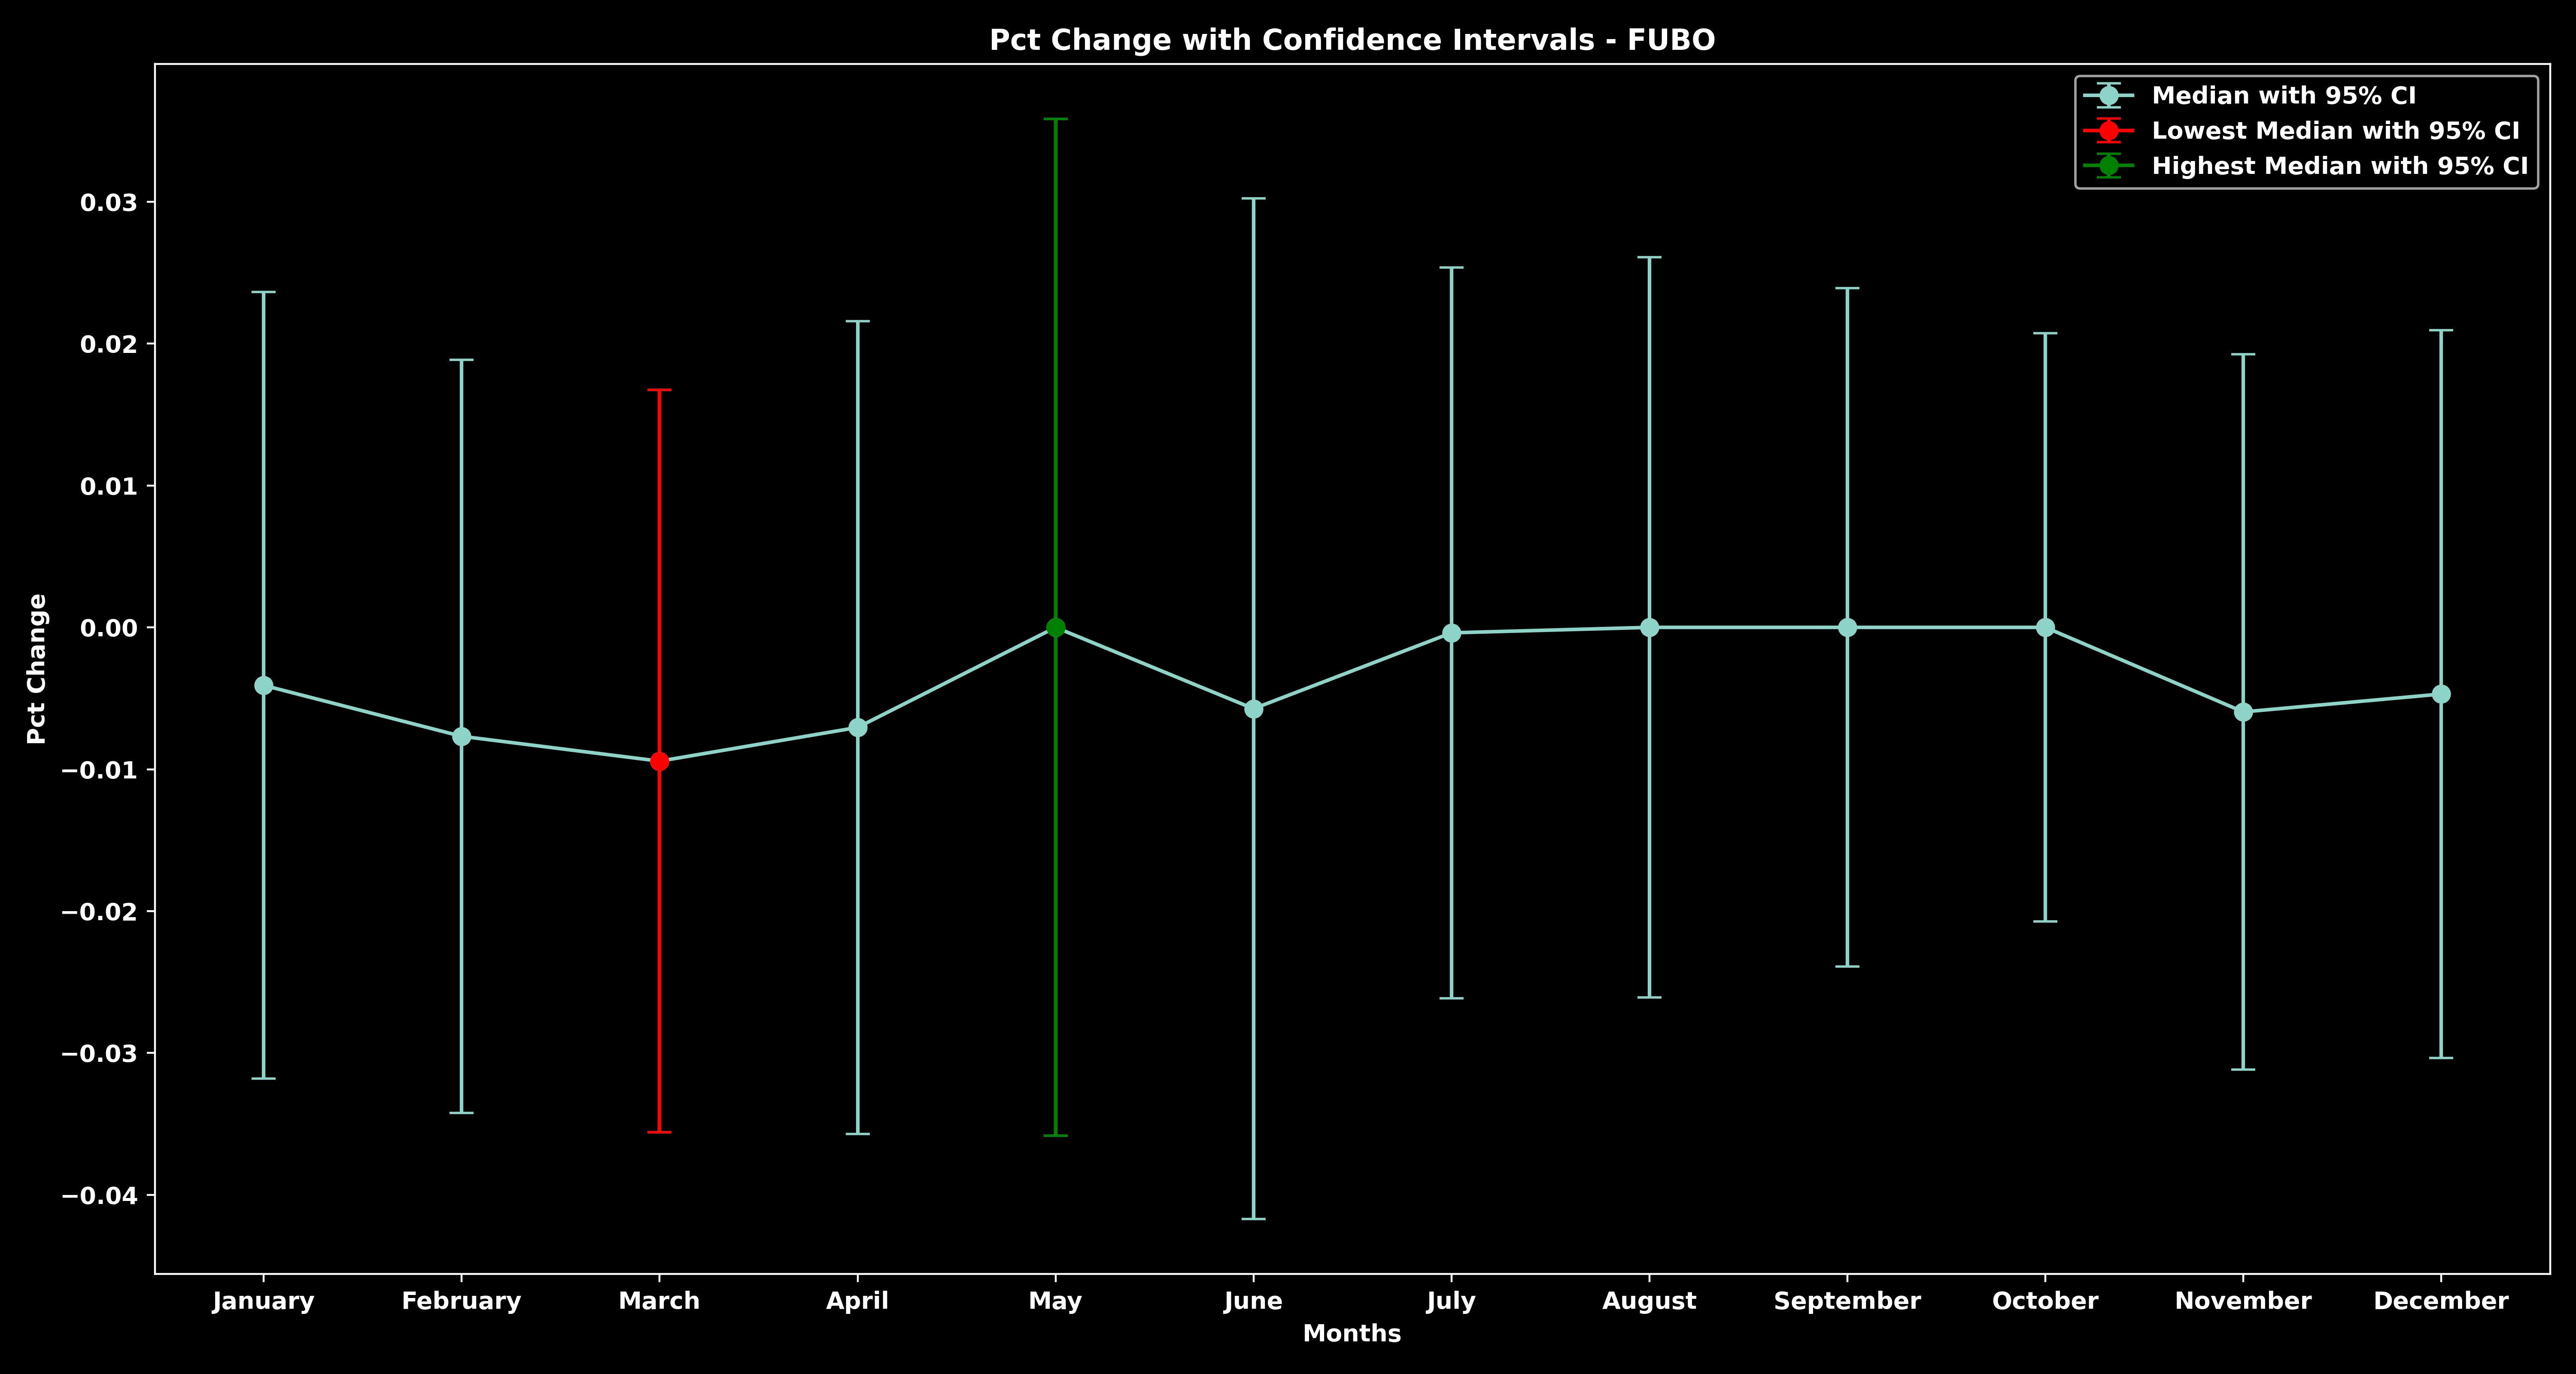 Pct Change with Confidence Intervals - FUBO
Median with 95% CI
Lowest Median with 95% CI
Highest Median with 95% CI
0.03
0.02
0.01
0.00
−0.01
−0.02
−0.03
−0.04
Pct Change
January February March April May June July August September October November December
Months